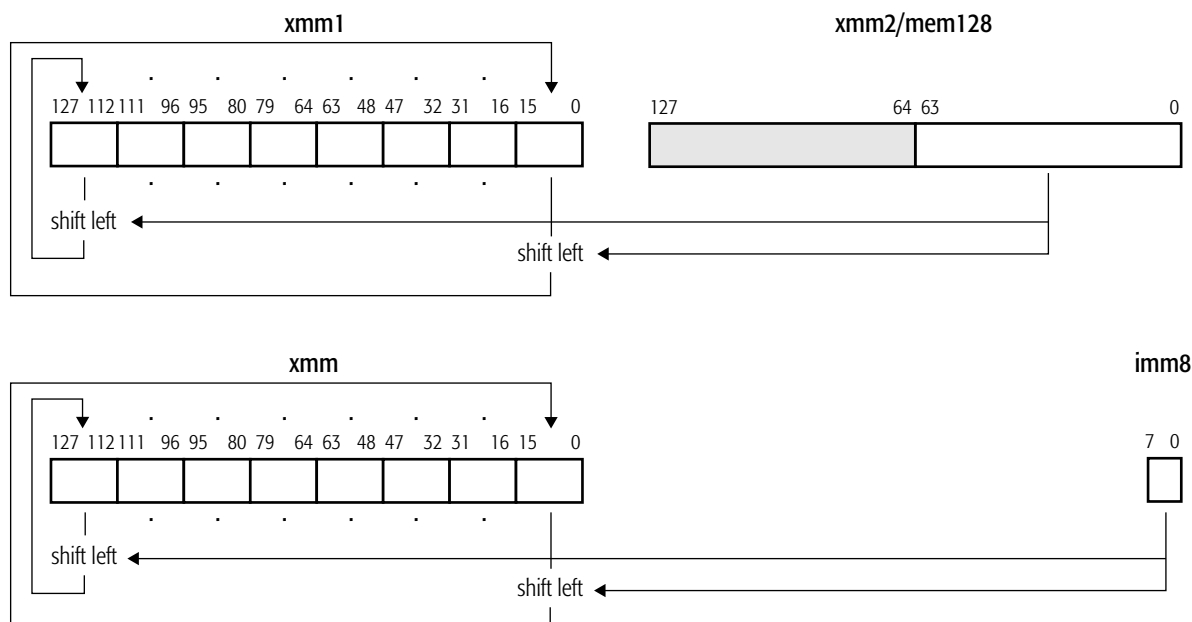 xmm1 xmm2/mem128
127 112 111 96 95 80 79 64 63 48 47 32 31 16 15 0 127 64 63 0
shift left
shift left
xmm imm8
127 112 111 96 95 80 79 64 63 48 47 32 31 16 15 0 7 0
shift left
shift left